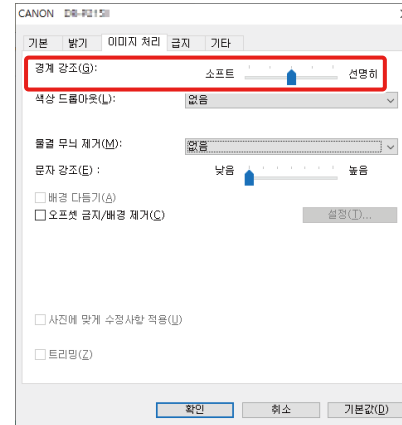 CANON DR-P215II
기본 밝기 이미지 처리 급지 기타
경계 강조(G): 소프트 선명히
색상 드롭아웃(L): 없음
물결 무늬 제거(M): 없음
문자 강조(E) : 낮음 높음
배경 다듬기(A)
오프셋 금지/배경 제거(C) 설정(T)...
사진에 맞게 수정사항 적용(U)
트리밍(Z)
확인 취소 기본값(D)